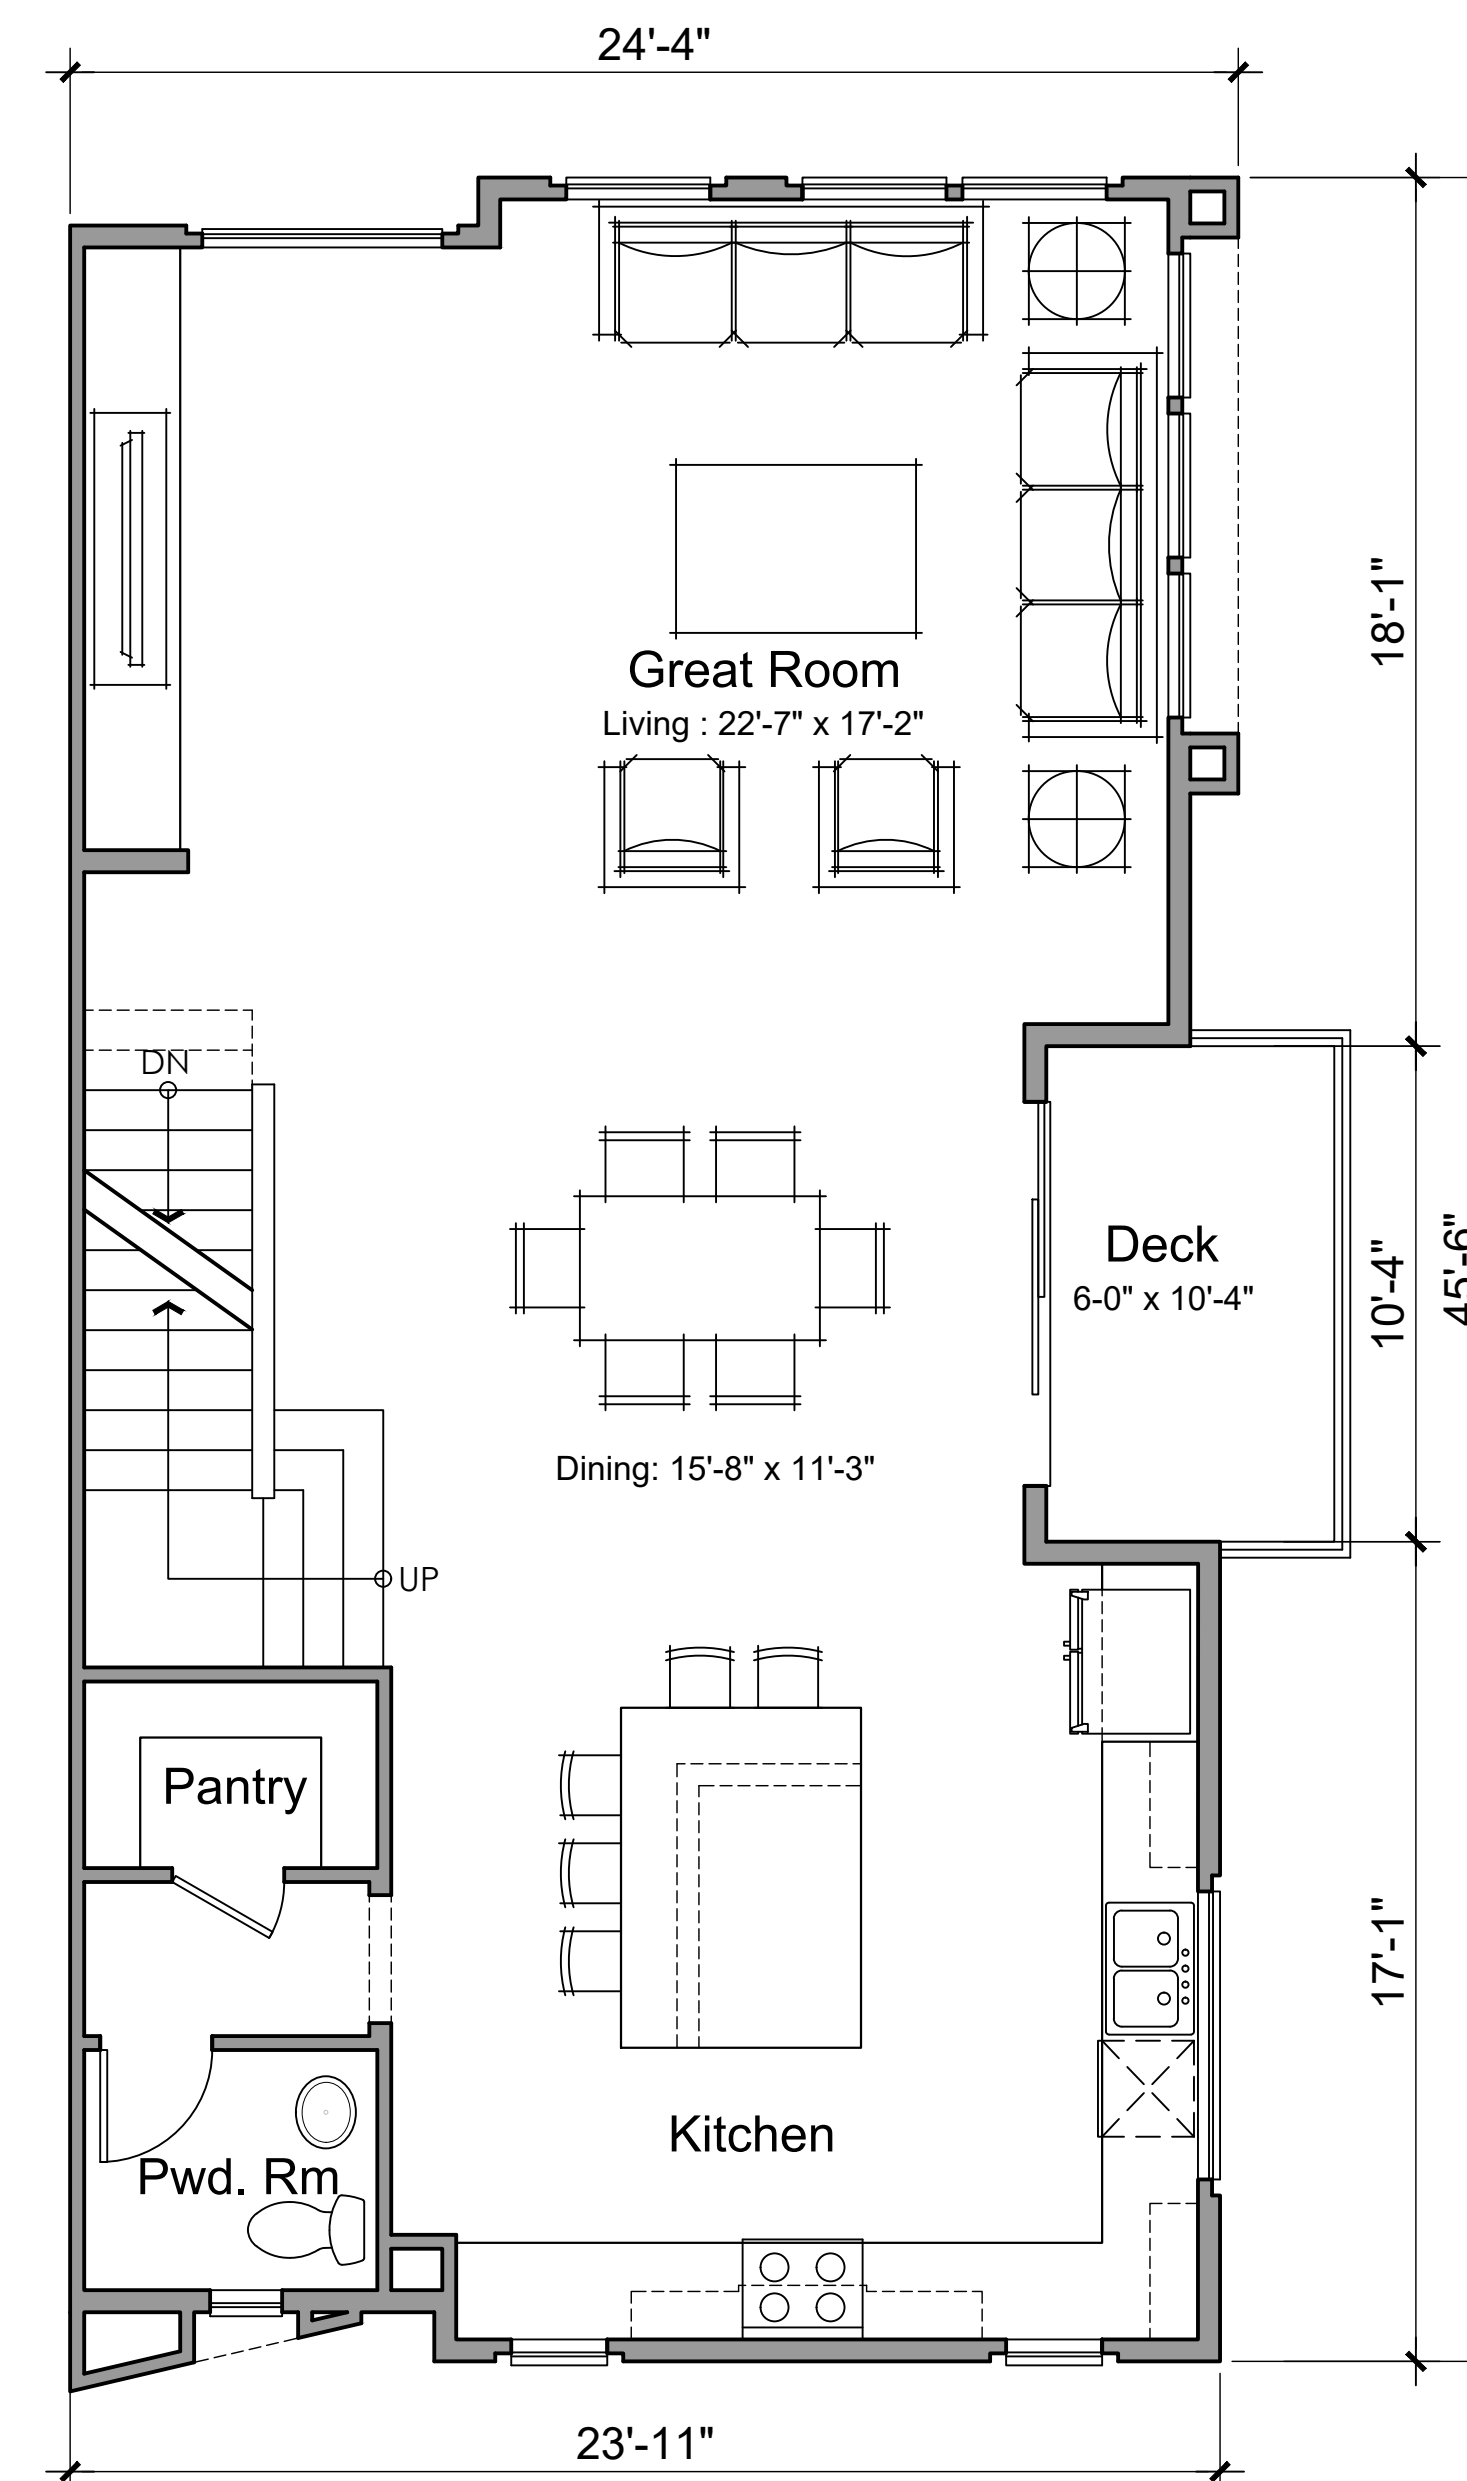 24'-4"
18'-1"
Great Room
Living : 22'-7" x 17'-2"
DN
Deck
6-0" x 10'-4"
10'-4"
45'-6"
Dining: 15'-8" x 11'-3"
UP
Pantry
17'-1"
Kitchen
Pwd. Rm
23'-11"